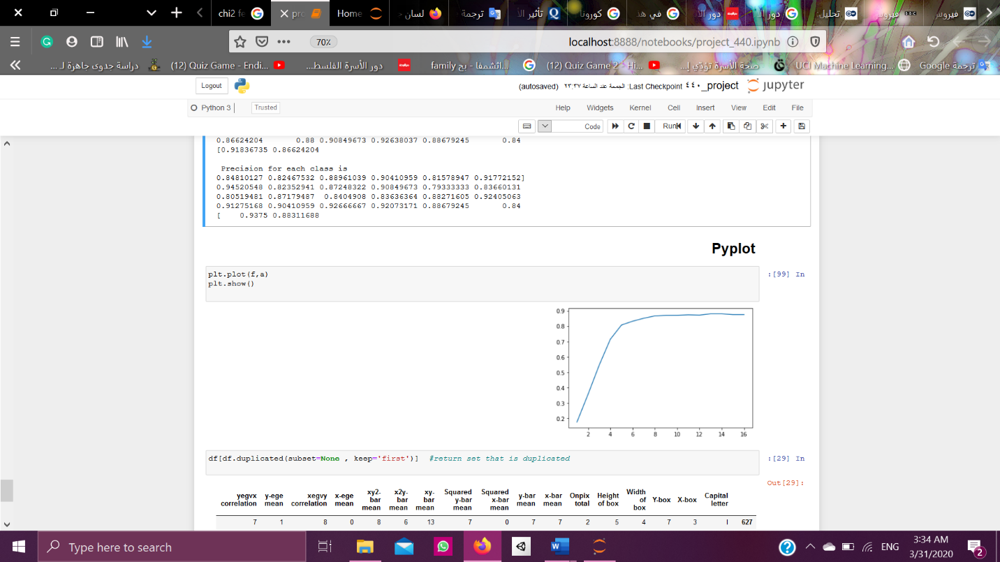 chi2 fe
pro
Home
لسان
ترجمة
تأثير الا
كورونا
في هذ
دور الا
دور الا
تحليل
فيروس
فيروس
70%
localhost:8888/notebooks/project_440.ipynb
دراسة جدوى جاهزة لـ ...
(12) Quiz Game - Endi...
دور الأسرة الفلسط...
family اثشمفا - بح...
(12) Quiz Game 2 - Hi...
صحة الأسرة تؤدّي إ...
UCI Machine Learning...
ترجمة Google
Logout
(autosaved) الجمعة عند الساعة ٢٣:٣٧ :Last Checkpoint ٤٤٠_project jupyter
Python 3 Trusted Help Widgets Kernel Cell Insert View Edit File
Code Run
0.86624204 0.88 0.90849673 0.92638037 0.88679245 0.84
[0.91836735 0.86624204
Precision for each class is
0.84810127 0.82467532 0.88961039 0.90410959 0.81578947 0.91772152]
0.94520548 0.82352941 0.87248322 0.90849673 0.79333333 0.83660131
0.80519481 0.87179487 0.8404908 0.83636364 0.88271605 0.92405063
0.91275168 0.90410959 0.92666667 0.92073171 0.88679245 0.84
[ 0.9375 0.88311688
Pyplot
plt.plot(f,a) :[99] In
plt.show()
0.9
0.8
0.7
0.6
0.5
0.4
0.3
0.2
2 4 6 8 10 12 14 16
df[df.duplicated(subset=None , keep='first')] #return set that is duplicated :[29] In
Out[29]:
yegvx correlation y-ege mean xegvy correlation x-ege mean xy2-bar mean x2y-bar mean xy-bar mean Squared y-bar mean Squared x-bar mean y-bar mean x-bar mean Onpix total Height of box Width of box Y-box X-box Capital letter
7 1 8 0 8 6 13 7 0 7 7 2 5 4 7 3 I 627
Type here to search
ENG
3:34 AM
3/31/2020
2